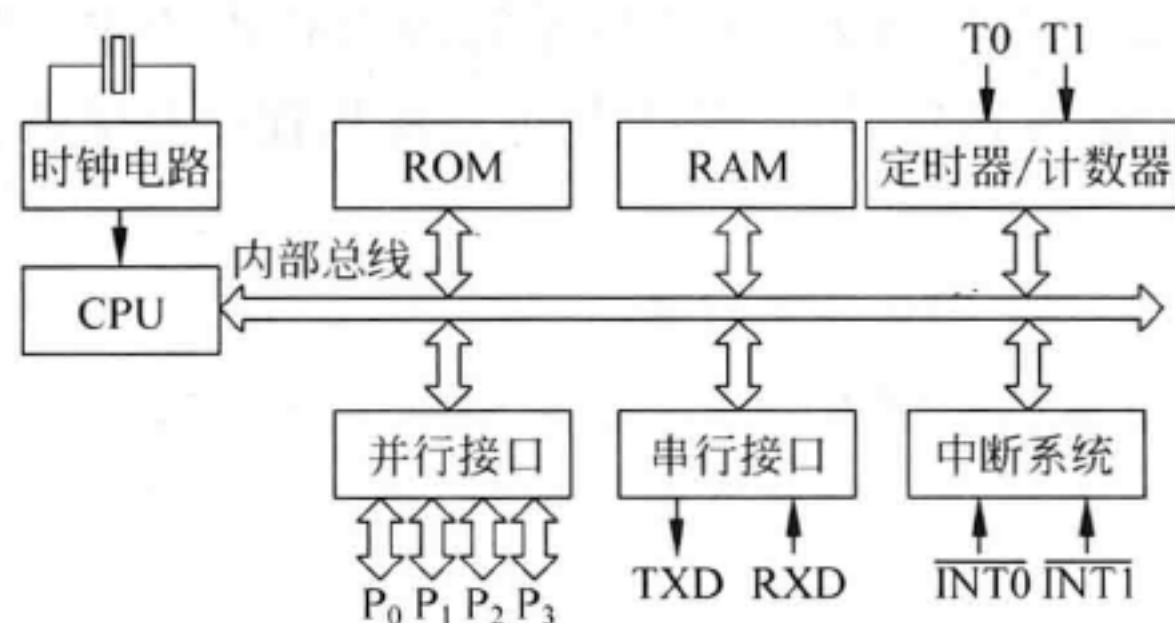 T0 T1
时钟电路
ROM
RAM
定时器/计数器
内部总线
CPU
并行接口
串行接口
中断系统
P0 P1 P2 P3
TXD RXD
INT0 INT1